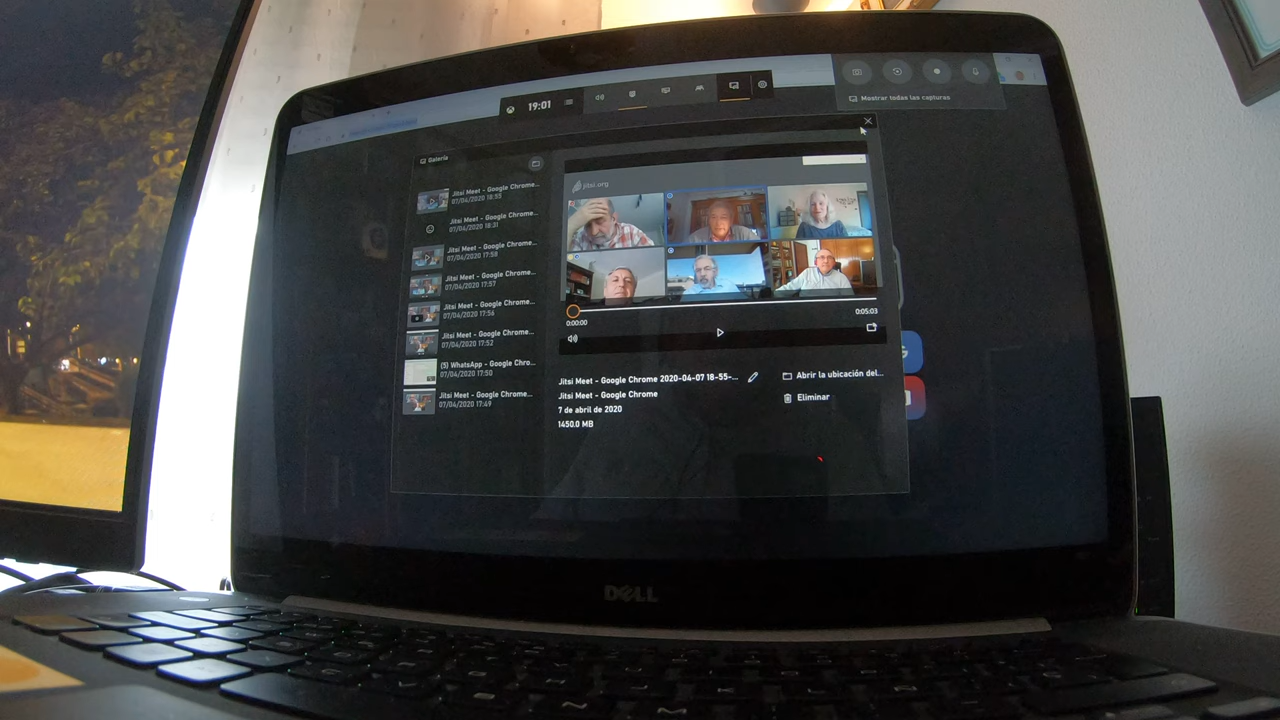 19:01
Mostrar todas las capturas
Galería
Jitsi Meet - Google Chrome...
07/04/2020 18:55
Jitsi Meet - Google Chrome...
07/04/2020 18:31
Jitsi Meet - Google Chrome...
07/04/2020 17:58
Jitsi Meet - Google Chrome...
07/04/2020 17:57
Jitsi Meet - Google Chrome...
07/04/2020 17:56
Jitsi Meet - Google Chrome...
07/04/2020 17:52
(5) WhatsApp - Google Chro...
07/04/2020 17:50
Jitsi Meet - Google Chrome...
07/04/2020 17:49
jitsi.org
0:00:00
0:05:03
Jitsi Meet - Google Chrome 2020-04-07 18-55-...
Jitsi Meet - Google Chrome
7 de abril de 2020
1450.0 MB
Abrir la ubicación del...
Eliminar
DELL